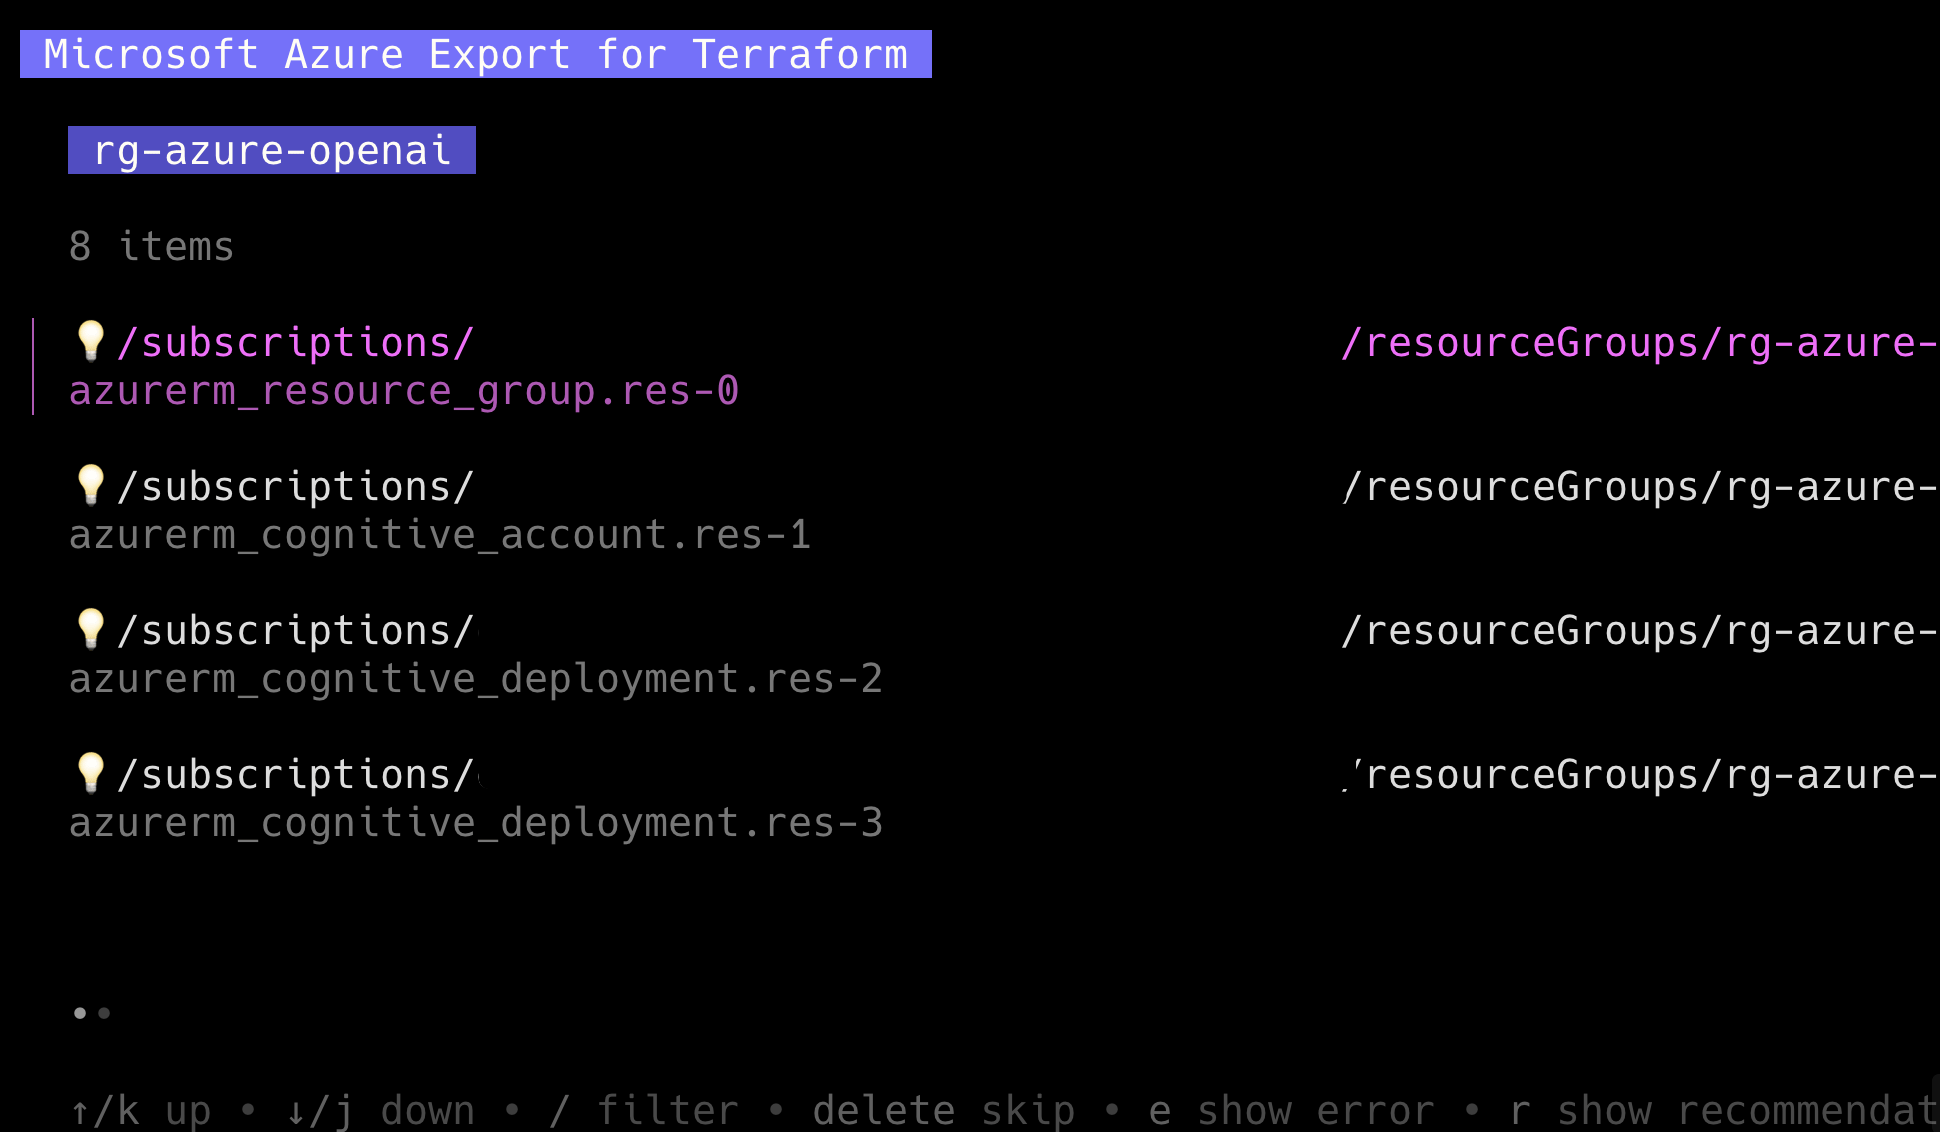 Microsoft Azure Export for Terraform
rg-azure-openai
8 items
💡/subscriptions/ /resourceGroups/rg-azure-
azurerm_resource_group.res-0
💡/subscriptions/ /resourceGroups/rg-azure-
azurerm_cognitive_account.res-1
💡/subscriptions/ /resourceGroups/rg-azure-
azurerm_cognitive_deployment.res-2
💡/subscriptions/ /resourceGroups/rg-azure-
azurerm_cognitive_deployment.res-3
••
↑/k up • ↓/j down • / filter • delete skip • e show error • r show recommendat